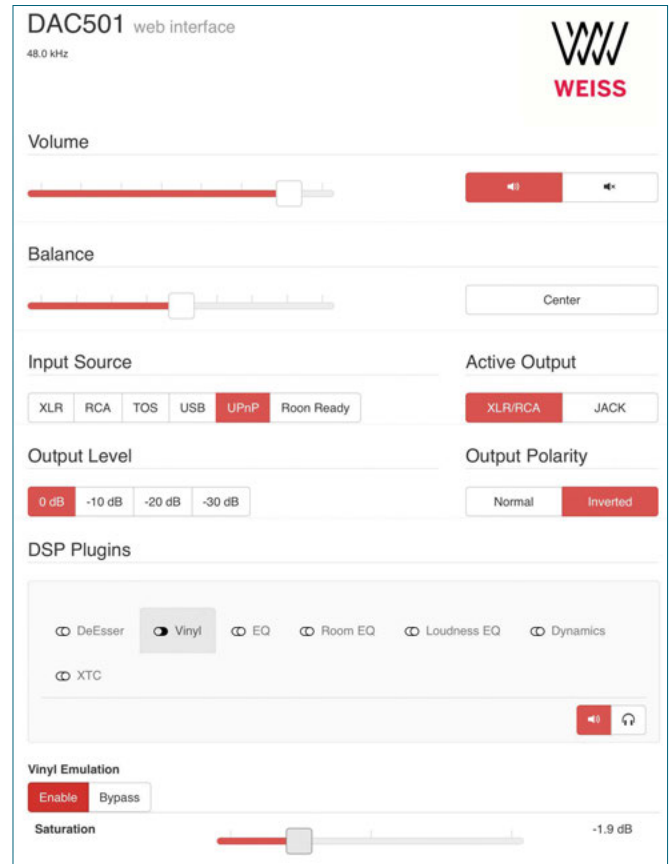 DAC501 web interface
48.0 kHz
WEISS
Volume
Balance
Center
Input Source
Active Output
XLR RCA TOS USB UPnP Roon Ready
XLR/RCA JACK
Output Level
Output Polarity
0 dB -10 dB -20 dB -30 dB
Normal Inverted
DSP Plugins
DeEsser Vinyl EQ Room EQ Loudness EQ Dynamics
XTC
Vinyl Emulation
Enable Bypass
Saturation -1.9 dB